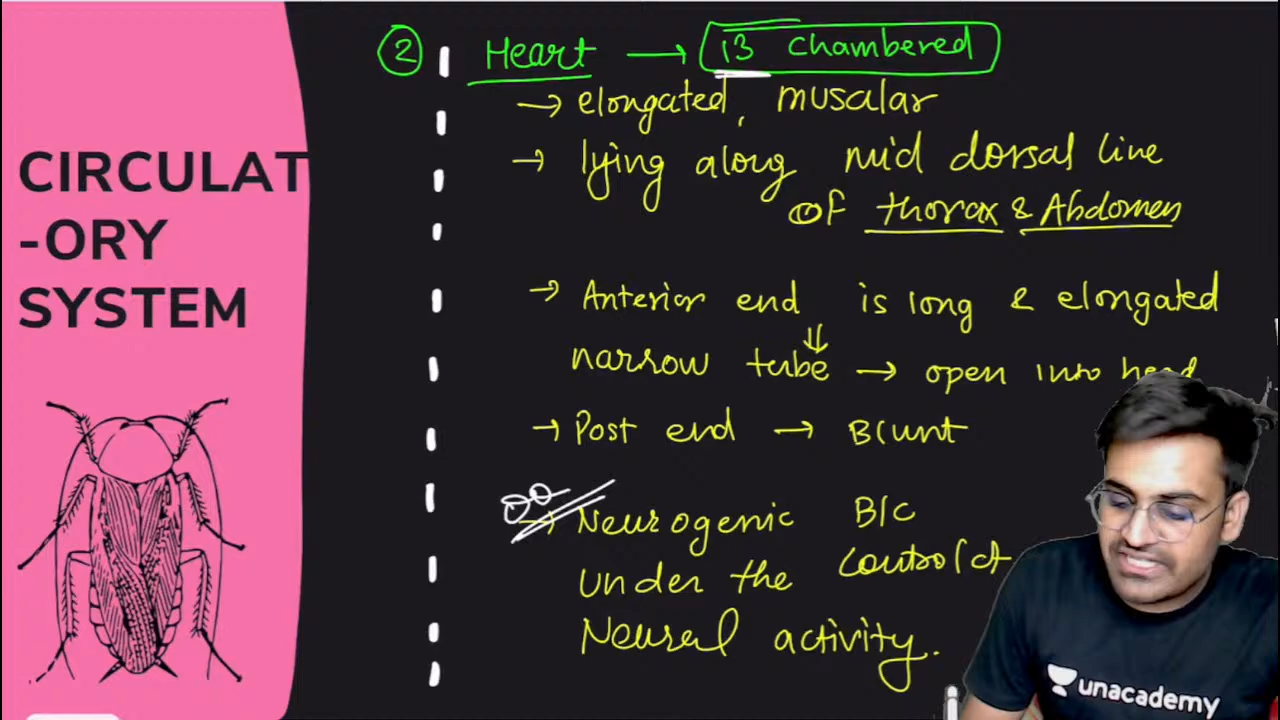 CIRCULAT
-ORY
SYSTEM
② Heart → 13 chambered
→ elongated, muscular
→ lying along mid dorsal line
of thorax & Abdomen
→ Anterior end is long & elongated
narrow tube → open into head
→ Post end → Blunt
→ Neurogenic B/c
under the control of
Neural activity.
unacademy